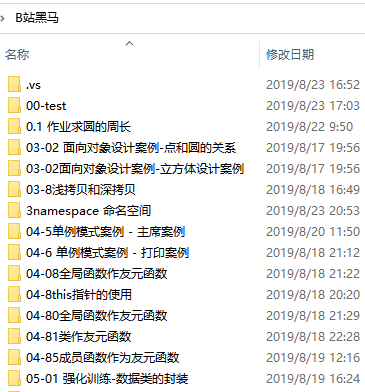 B站黑马
名称 修改日期
.vs 2019/8/23 16:52
00-test 2019/8/23 17:03
0.1 作业求圆的周长 2019/8/22 9:50
03-02 面向对象设计案例-点和圆的关系 2019/8/17 19:56
03-02面向对象设计案例-立方体设计案例 2019/8/17 19:56
03-8浅拷贝和深拷贝 2019/8/18 16:49
3namespace 命名空间 2019/8/23 20:53
04-5单例模式案例 - 主席案例 2019/8/20 11:50
04-6 单例模式案例 - 打印案例 2019/8/18 21:12
04-08全局函数作友元函数 2019/8/18 21:22
04-8this指针的使用 2019/8/18 20:20
04-80全局函数作友元函数 2019/8/18 21:29
04-81类作友元函数 2019/8/18 22:28
04-85成员函数作为友元函数 2019/8/19 12:16
05-01 强化训练-数据类的封装 2019/8/19 16:24